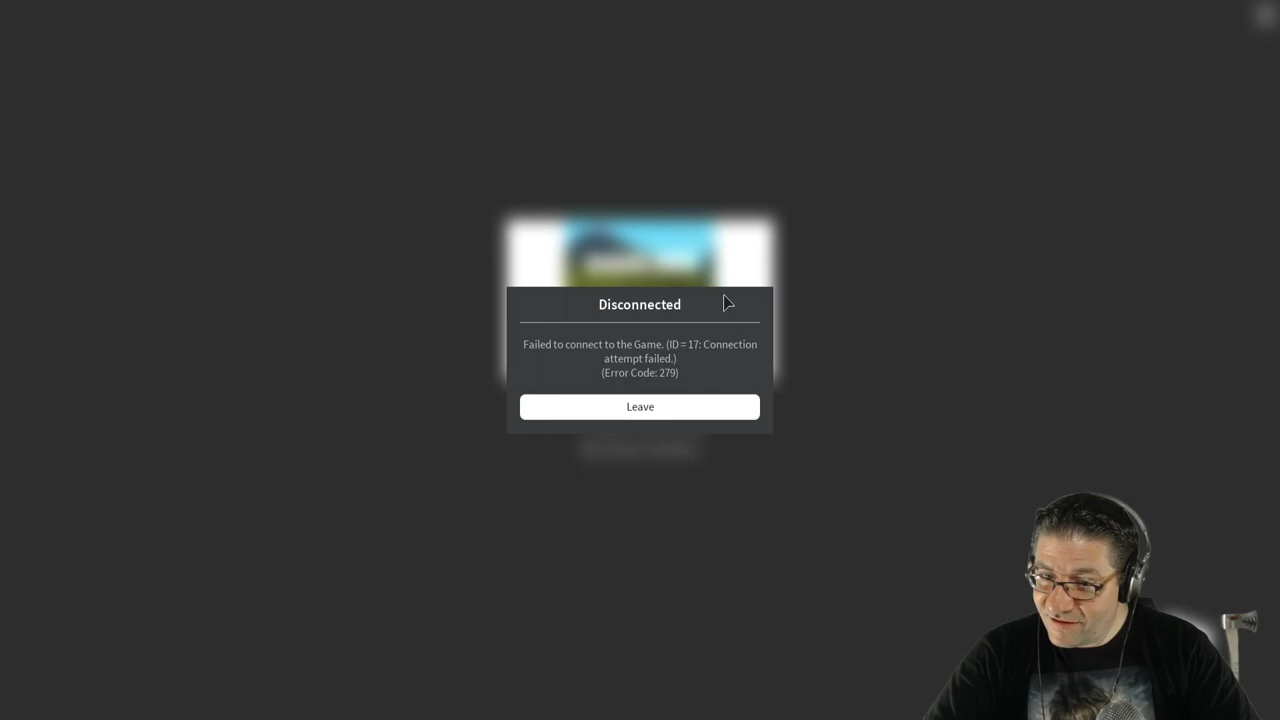 Disconnected
Failed to connect to the Game. (ID = 17: Connection
attempt failed.)
(Error Code: 279)
Leave